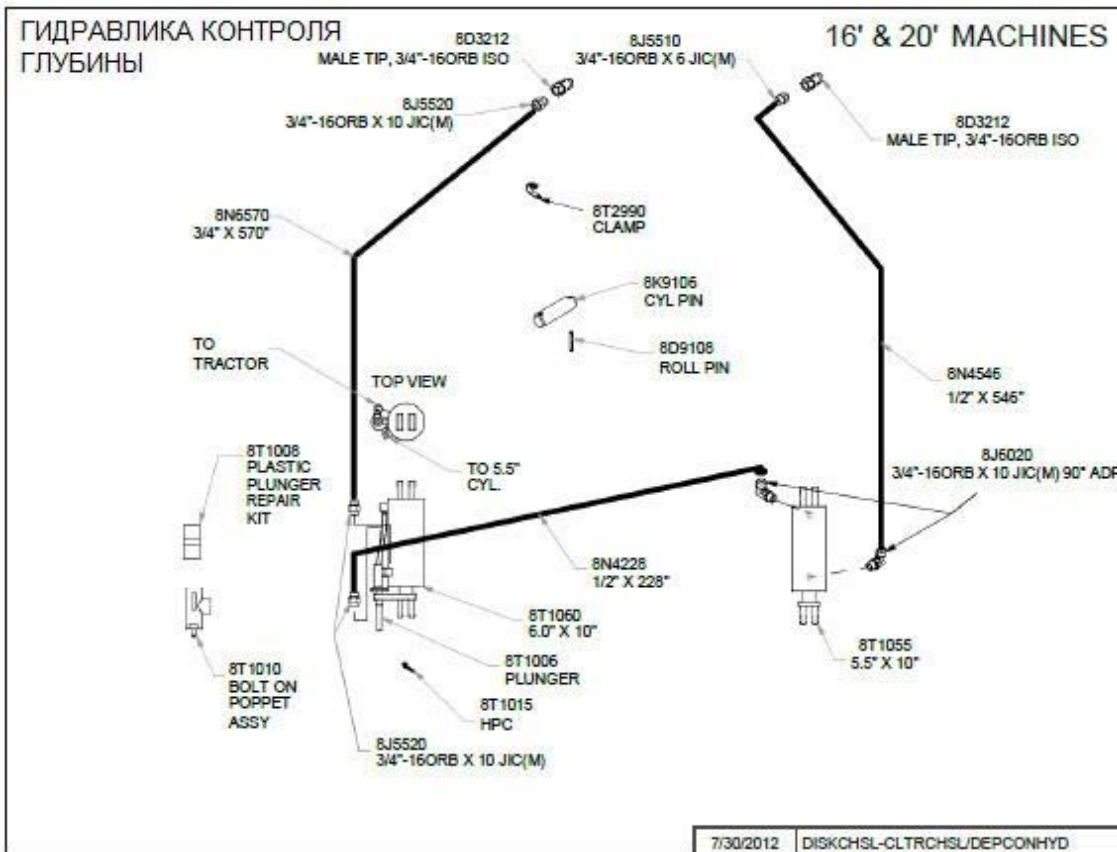 ГИДРАВЛИКА КОНТРОЛЯ
ГЛУБИНЫ
16' & 20' MACHINES
8D3212
MALE TIP, 3/4"-16ORB ISO
8J5510
3/4"-16ORB X 6 JIC(M)
8J5520
3/4"-16ORB X 10 JIC(M)
8D3212
MALE TIP, 3/4"-16ORB ISO
8N6570
3/4" X 570"
8T2990
CLAMP
8K9106
CYL PIN
8D9108
ROLL PIN
TO
TRACTOR
TOP VIEW
8N4546
1/2" X 546"
8T1008
PLASTIC
PLUNGER
REPAIR
KIT
TO 5.5"
CYL.
8J6020
3/4"-16ORB X 10 JIC(M) 90° ADP
8N4228
1/2" X 228"
8T1060
6.0" X 10"
8T1055
5.5" X 10"
8T1006
PLUNGER
8T1010
BOLT ON
POPPET
ASSY
8T1015
HPC
8J5520
3/4"-16ORB X 10 JIC(M)
7/30/2012 DISKCHSL-CLTRCHSL/DEPCONHYD